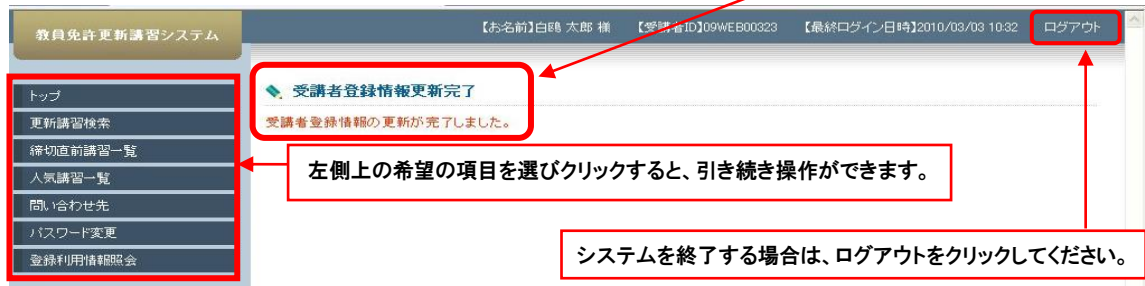 教員免許更新講習システム
【お名前】白鴎 太郎 様 【受講者ID】09WEB00323 【最終ログイン日時】2010/03/03 10:32 ログアウト
トップ
更新講習検索
締切直前講習一覧
人気講習一覧
問い合わせ先
パスワード変更
登録利用情報照会
受講者登録情報更新完了
受講者登録情報の更新が完了しました。
左側上の希望の項目を選びクリックすると、引き続き操作ができます。
システムを終了する場合は、ログアウトをクリックしてください。